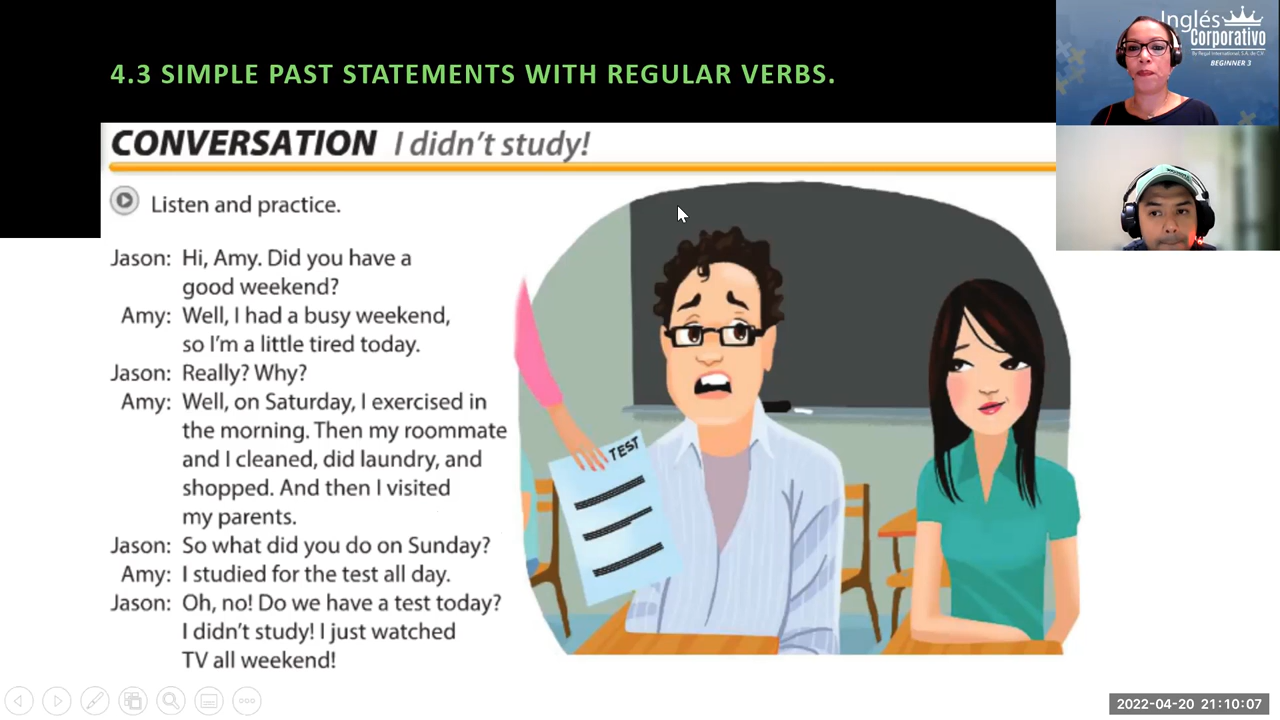 4.3 SIMPLE PAST STATEMENTS WITH REGULAR VERBS.
Inglés
Corporativo
By Regal International, S.A. de C.V.
BEGINNER 3
CONVERSATION I didn't study!
Listen and practice.
Jason: Hi, Amy. Did you have a
good weekend?
Amy: Well, I had a busy weekend,
so I'm a little tired today.
Jason: Really? Why?
Amy: Well, on Saturday, I exercised in
the morning. Then my roommate
and I cleaned, did laundry, and
shopped. And then I visited
my parents.
Jason: So what did you do on Sunday?
Amy: I studied for the test all day.
Jason: Oh, no! Do we have a test today?
I didn't study! I just watched
TV all weekend!
TEST
2022-04-20 21:10:07